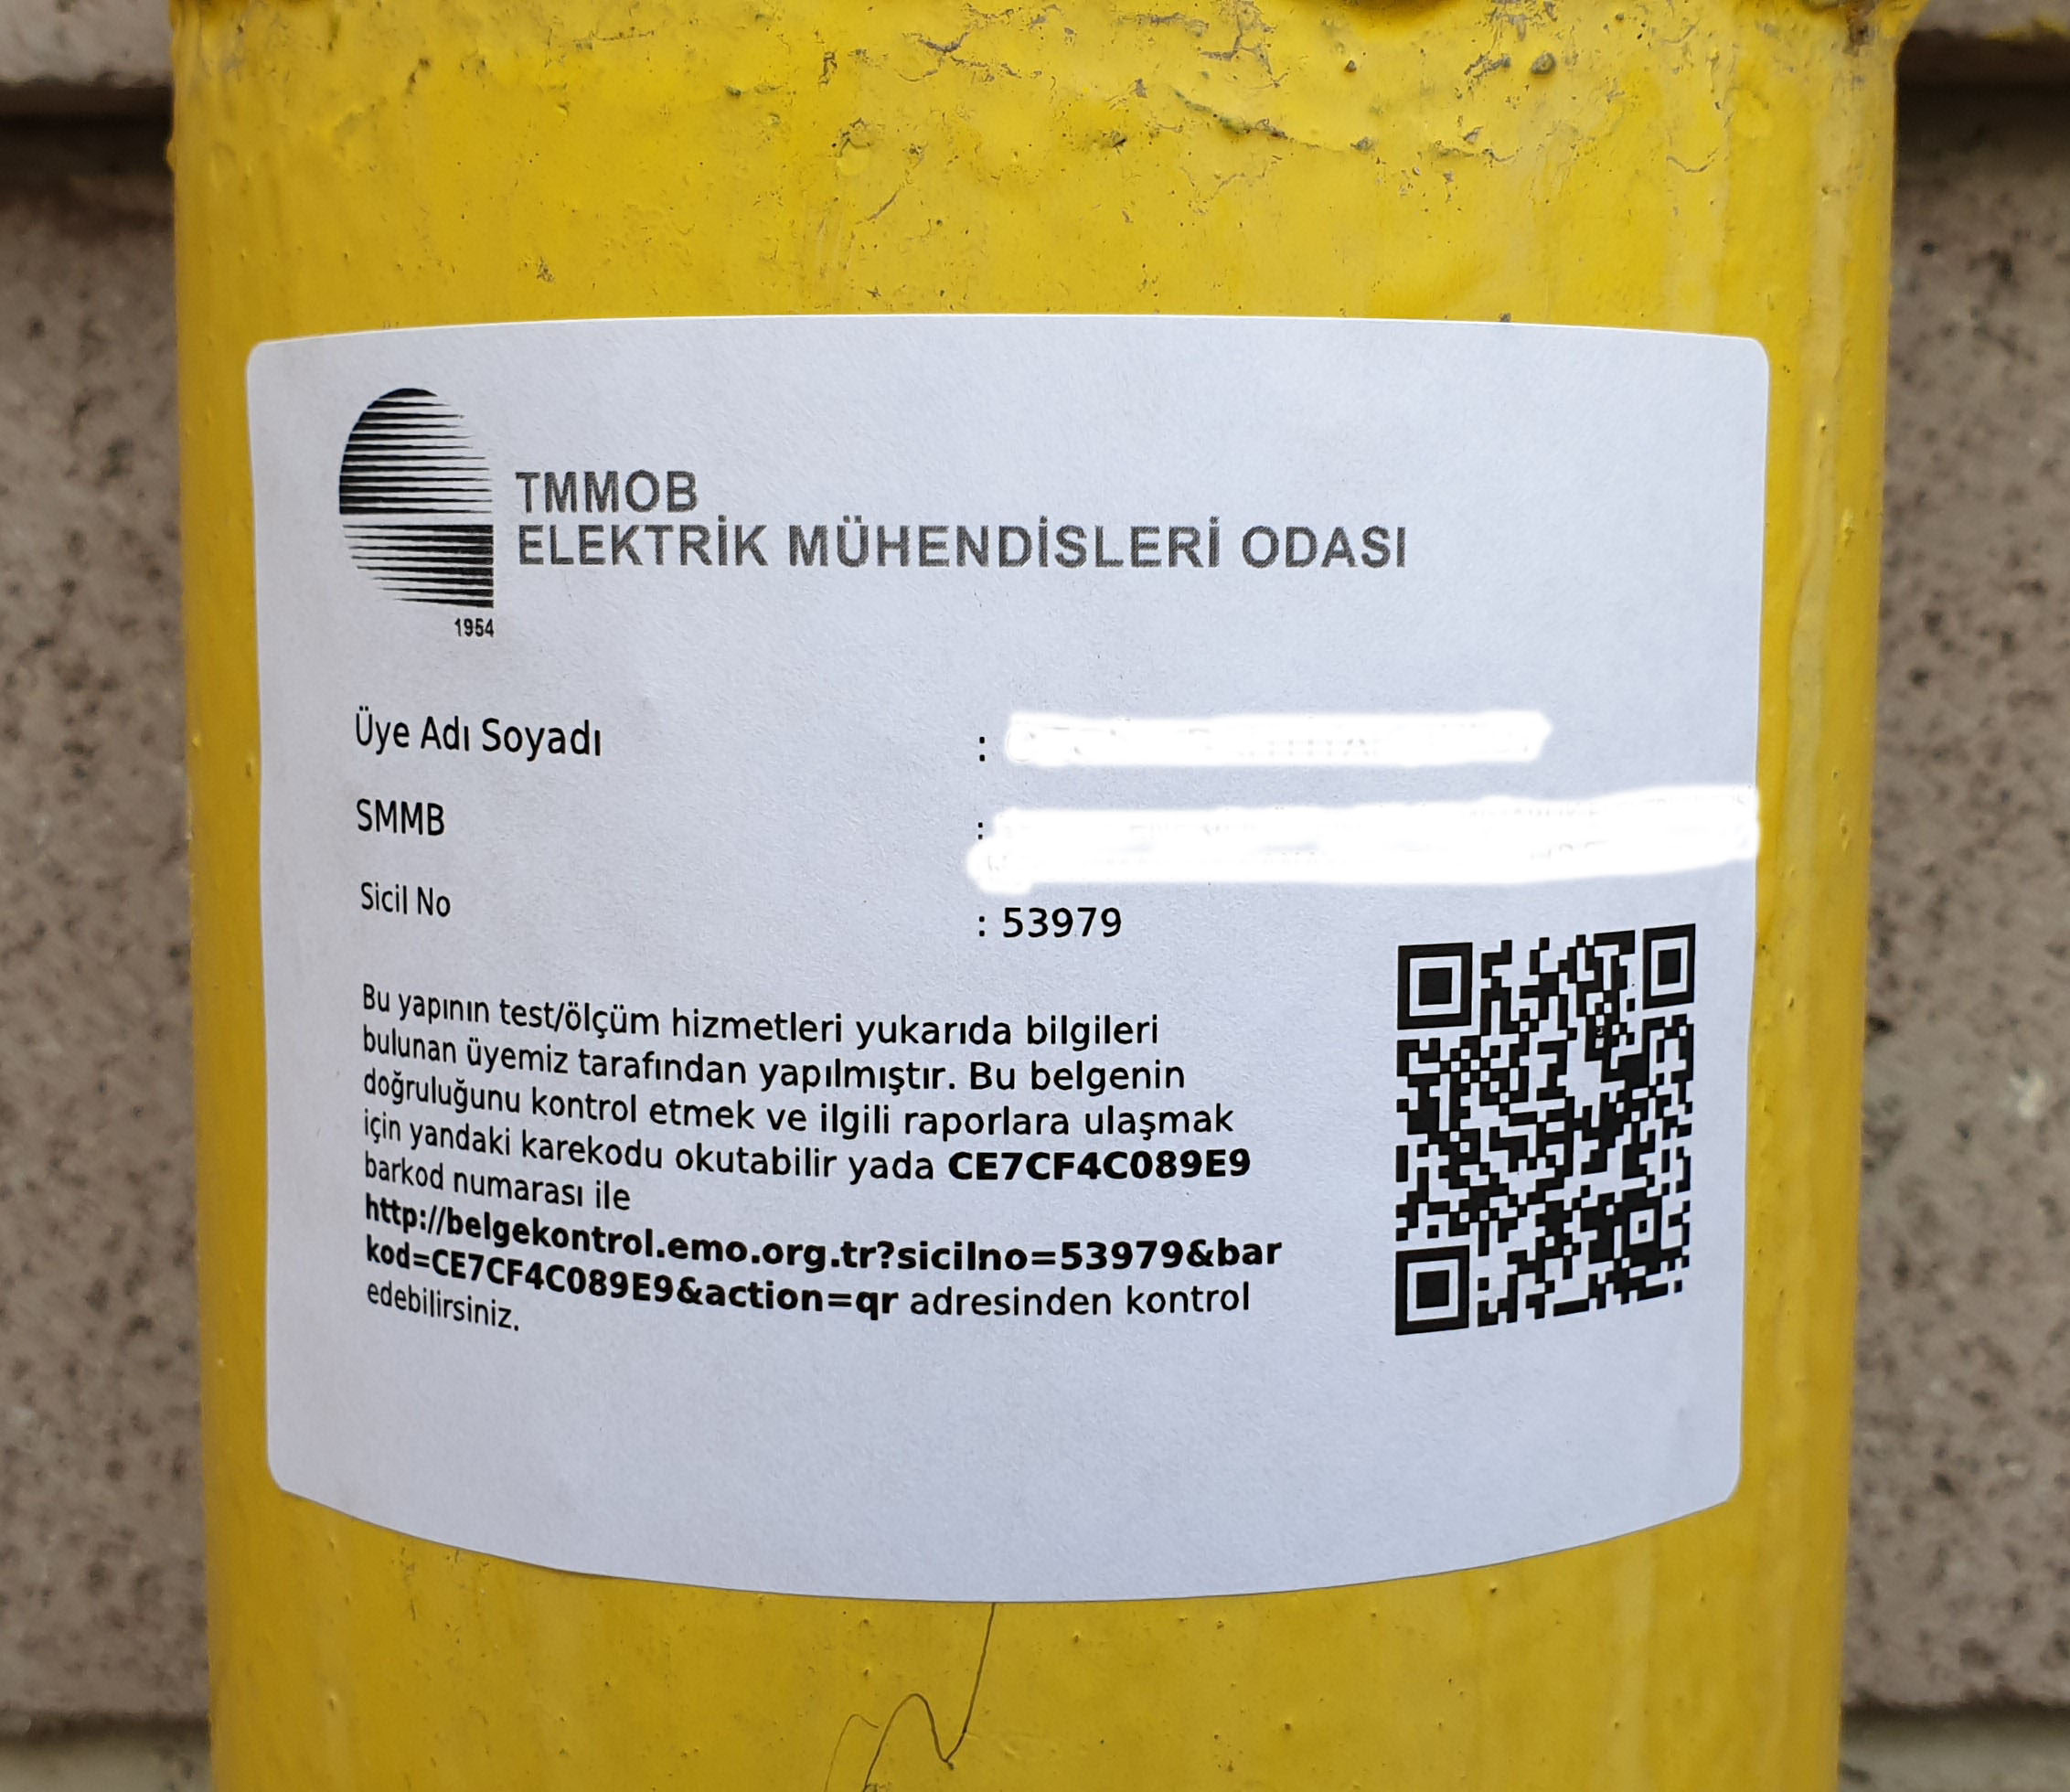 TMMOB
ELEKTRİK MÜHENDİSLERİ ODASI
1954
Üye Adı Soyadı :
SMMB :
Sicil No : 53979
Bu yapının test/ölçüm hizmetleri yukarıda bilgileri
bulunan üyemiz tarafından yapılmıştır. Bu belgenin
doğruluğunu kontrol etmek ve ilgili raporlara ulaşmak
için yandaki karekodu okutabilir yada CE7CF4C089E9
barkod numarası ile
http://belgekontrol.emo.org.tr?sicilno=53979&bar
kod=CE7CF4C089E9&action=qr adresinden kontrol
edebilirsiniz.